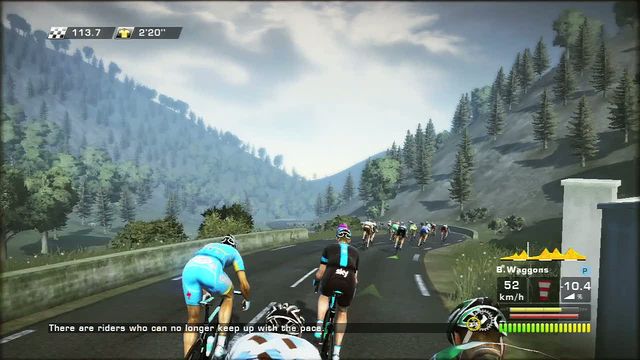 113.7
2'20"
sky
B.Waggons
P
52
km/h
-10.4
%
There are riders who can no longer keep up with the pace.